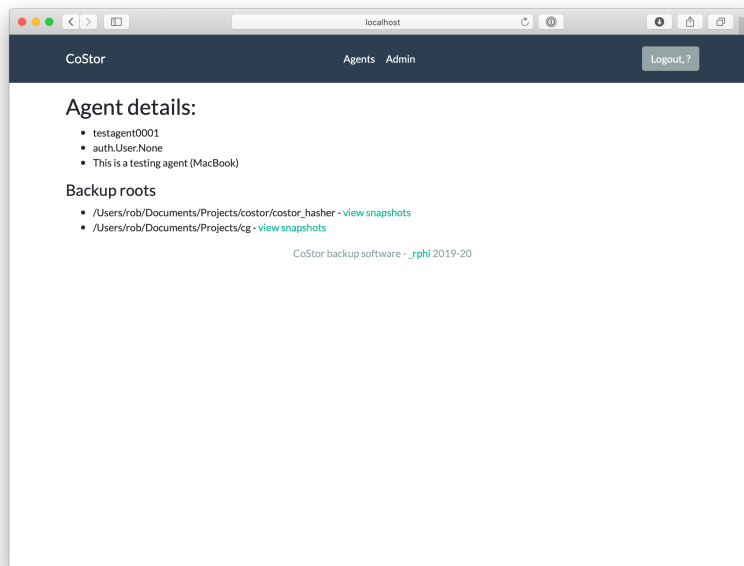 localhost
CoStor Agents Admin Logout, ?
Agent details:
testagent0001
auth.User.None
This is a testing agent (MacBook)
Backup roots
/Users/rob/Documents/Projects/costor/costor_hasher - view snapshots
/Users/rob/Documents/Projects/cg - view snapshots
CoStor backup software - _rphi 2019-20